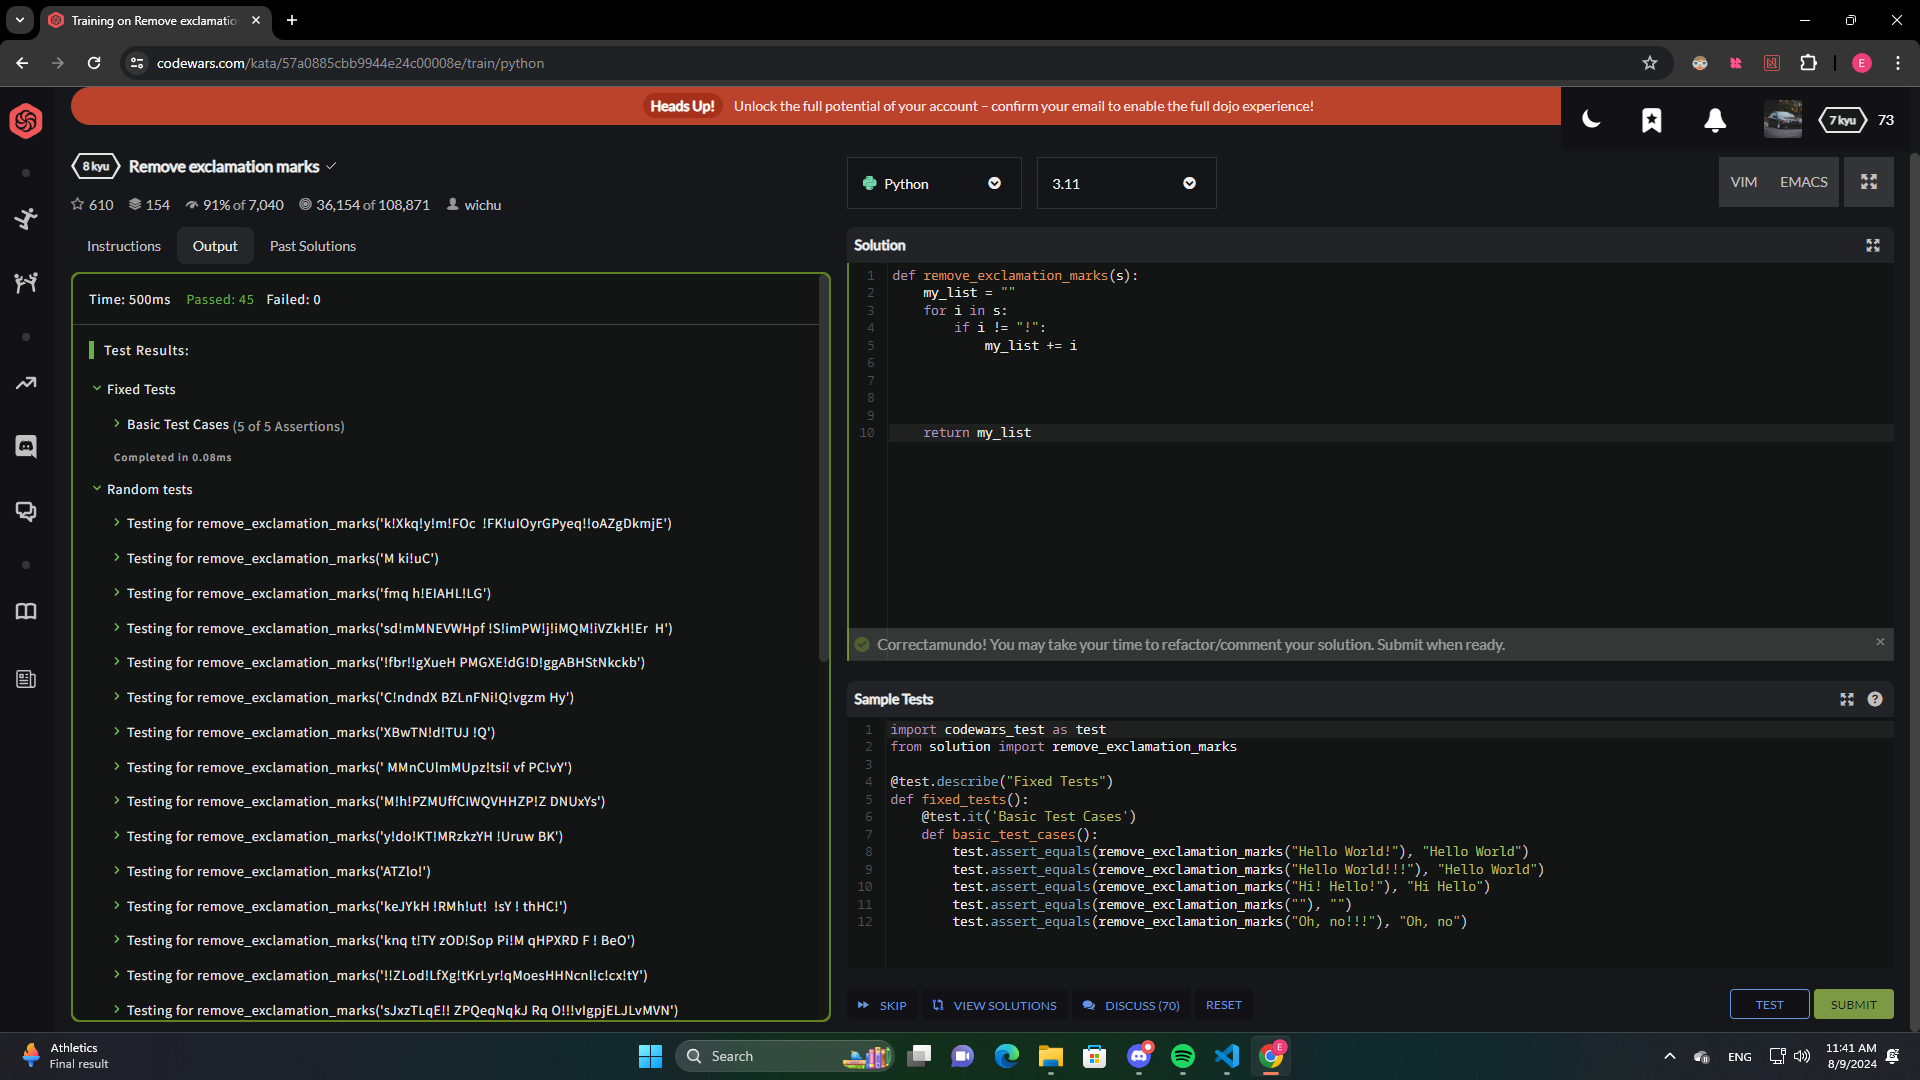 Training on Remove exclamatio
codewars.com/kata/57a0885cbb9944e24c00008e/train/python
E
Heads Up! Unlock the full potential of your account – confirm your email to enable the full dojo experience!
7 kyu 73
8 kyu Remove exclamation marks
610 154 91% of 7,040 36,154 of 108,871 wichu
Instructions Output Past Solutions
Time: 500ms Passed: 45 Failed: 0
Test Results:
Fixed Tests
Basic Test Cases (5 of 5 Assertions)
Completed in 0.08ms
Random tests
Testing for remove_exclamation_marks('k!Xkq!y!m!FOc  !FK!uIOyrGPyeq!!oAZgDkmjE')
Testing for remove_exclamation_marks('M ki!uC')
Testing for remove_exclamation_marks('fmq h!EIAHL!LG')
Testing for remove_exclamation_marks('sd!mMNEVWHpf !S!imPW!j!iMQM!iVZkH!Er  H')
Testing for remove_exclamation_marks('!fbr!!gXueH PMGXE!dG!D!ggABHStNkckb')
Testing for remove_exclamation_marks('C!ndndX BZLnFNi!Q!vgzm Hy')
Testing for remove_exclamation_marks('XBwTN!d!TUJ !Q')
Testing for remove_exclamation_marks(' MMnCUlmMUpz!tsi! vf PC!vY')
Testing for remove_exclamation_marks('M!h!PZMUffCIWQVHHZP!Z DNUxYs')
Testing for remove_exclamation_marks('y!do!KT!MRzkzYH !Uruw BK')
Testing for remove_exclamation_marks('ATZlo!')
Testing for remove_exclamation_marks('keJYkH !RMh!ut!  !sY ! thHC!')
Testing for remove_exclamation_marks('knq t!TY zOD!Sop Pi!M qHPXRD F ! BeO')
Testing for remove_exclamation_marks('!!ZLod!LfXg!tKrLyr!qMoesHHNcnl!c!cx!tY')
Testing for remove_exclamation_marks('sJxzTLqE!! ZPQeqNqkJ Rq O!!!vIgpjELJLvMVN')
Python 3.11 VIM EMACS
Solution
1 def remove_exclamation_marks(s):
2 my_list = ""
3 for i in s:
4 if i != "!":
5 my_list += i
6
7
8
9
10 return my_list
Correctamundo! You may take your time to refactor/comment your solution. Submit when ready.
Sample Tests
1 import codewars_test as test
2 from solution import remove_exclamation_marks
3
4 @test.describe("Fixed Tests")
5 def fixed_tests():
6 @test.it('Basic Test Cases')
7 def basic_test_cases():
8 test.assert_equals(remove_exclamation_marks("Hello World!"), "Hello World")
9 test.assert_equals(remove_exclamation_marks("Hello World!!!"), "Hello World")
10 test.assert_equals(remove_exclamation_marks("Hi! Hello!"), "Hi Hello")
11 test.assert_equals(remove_exclamation_marks(""), "")
12 test.assert_equals(remove_exclamation_marks("Oh, no!!!"), "Oh, no")
SKIP VIEW SOLUTIONS DISCUSS (70) RESET TEST SUBMIT
Athletics
Final result
Search
E
ENG
11:41 AM
8/9/2024